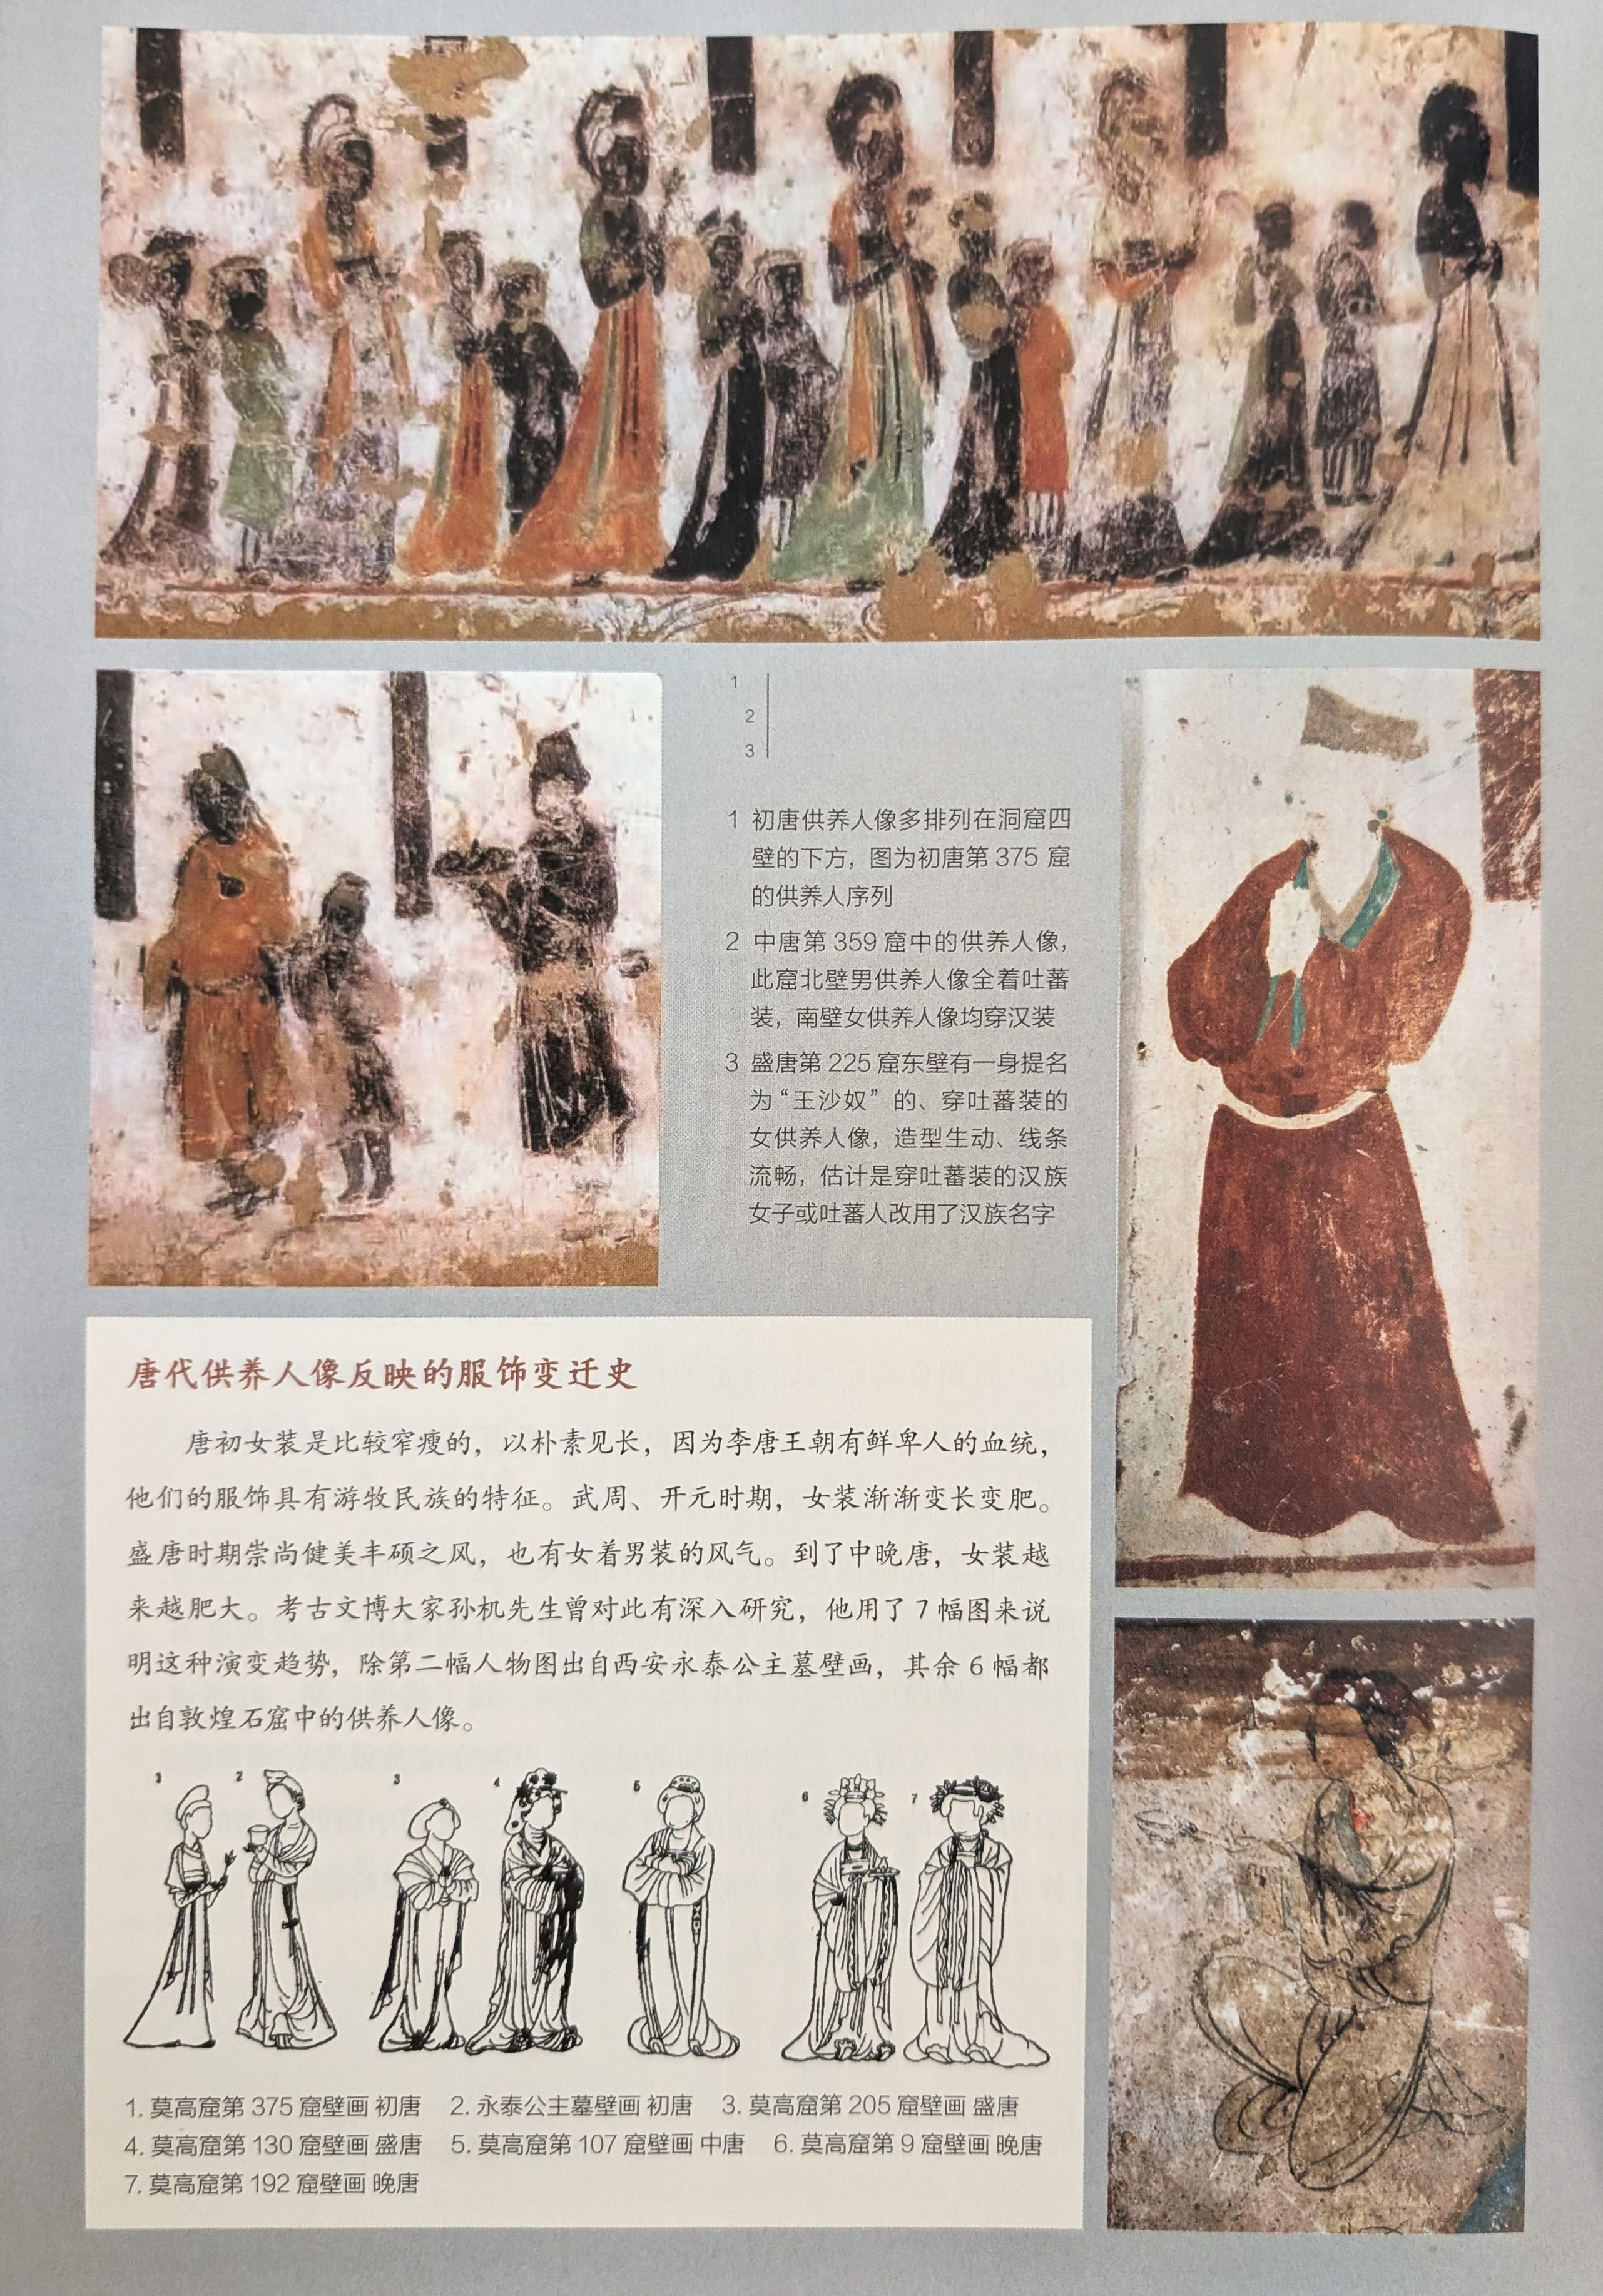 1
2
3
1 初唐供养人像多排列在洞窟四
壁的下方，图为初唐第 375 窟
的供养人序列
2 中唐第 359 窟中的供养人像，
此窟北壁男供养人像全着吐蕃
装，南壁女供养人像均穿汉装
3 盛唐第 225 窟东壁有一身提名
为“王沙奴”的、穿吐蕃装的
女供养人像，造型生动、线条
流畅，估计是穿吐蕃装的汉族
女子或吐蕃人改用了汉族名字
唐代供养人像反映的服饰变迁史
唐初女装是比较窄瘦的，以朴素见长，因为李唐王朝有鲜卑人的血统，
他们的服饰具有游牧民族的特征。武周、开元时期，女装渐渐变长变肥。
盛唐时期崇尚健美丰硕之风，也有女着男装的风气。到了中晚唐，女装越
来越肥大。考古文博大家孙机先生曾对此有深入研究，他用了 7 幅图来说
明这种演变趋势，除第二幅人物图出自西安永泰公主墓壁画，其余 6 幅都
出自敦煌石窟中的供养人像。
1 2 3 4 5 6 7
1. 莫高窟第 375 窟壁画 初唐 2. 永泰公主墓壁画 初唐 3. 莫高窟第 205 窟壁画 盛唐
4. 莫高窟第 130 窟壁画 盛唐 5. 莫高窟第 107 窟壁画 中唐 6. 莫高窟第 9 窟壁画 晚唐
7. 莫高窟第 192 窟壁画 晚唐